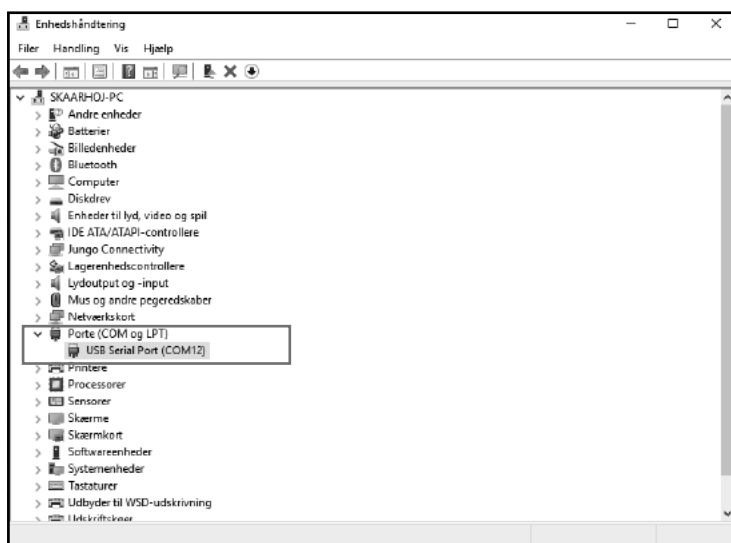 Enhedshåndtering
Filer Handling Vis Hjælp
SKAARHOJ-PC
Andre enheder
Batterier
Billedenheder
Bluetooth
Computer
Diskdrev
Enheder til lyd, video og spil
IDE ATA/ATAPI-controllere
Jungo Connectivity
Lagerenhedscontrollere
Lydoutput og -input
Mus og andre pegeredskaber
Netværkskort
Porte (COM og LPT)
USB Serial Port (COM12)
Printere
Processorer
Sensorer
Skærme
Skærmkort
Softwareenheder
Systemenheder
Tastaturer
Udbyder til WSD-udskrivning
Udskriftskøer